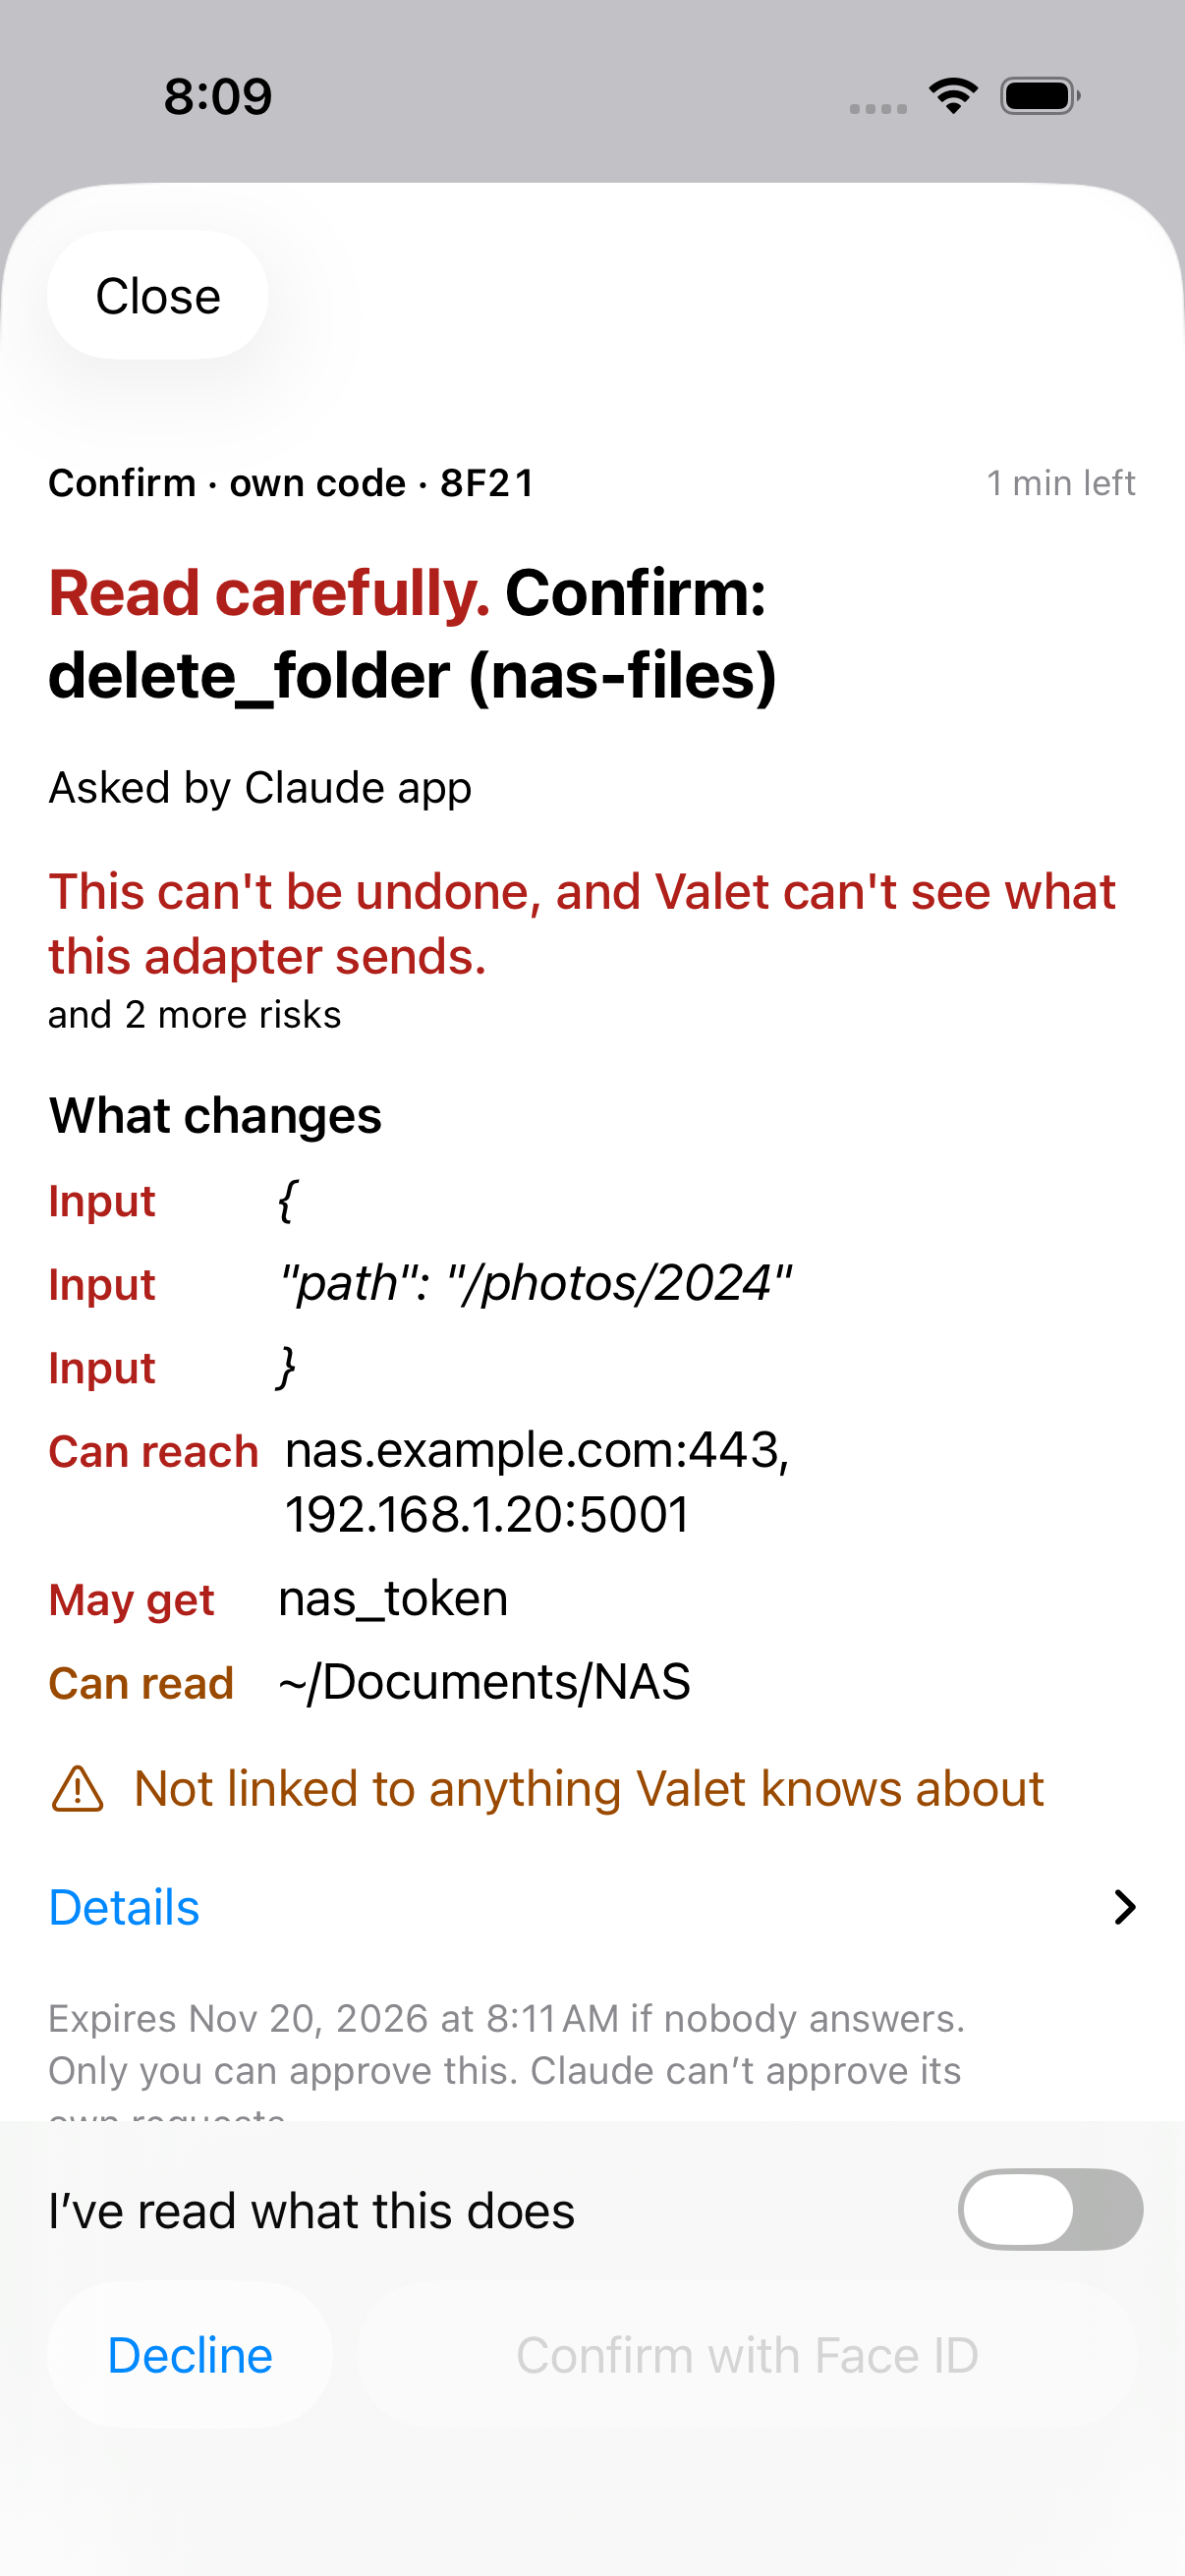 8:09
Close
Confirm · own code · 8F21
1 min left
Read carefully. Confirm:
delete_folder (nas-files)
Asked by Claude app
This can't be undone, and Valet can't see what
this adapter sends.
and 2 more risks
What changes
Input {
Input "path": "/photos/2024"
Input }
Can reach nas.example.com:443,
192.168.1.20:5001
May get nas_token
Can read ~/Documents/NAS
Not linked to anything Valet knows about
Details
Expires Nov 20, 2026 at 8:11 AM if nobody answers.
Only you can approve this. Claude can’t approve its
own requests
I’ve read what this does
Decline
Confirm with Face ID